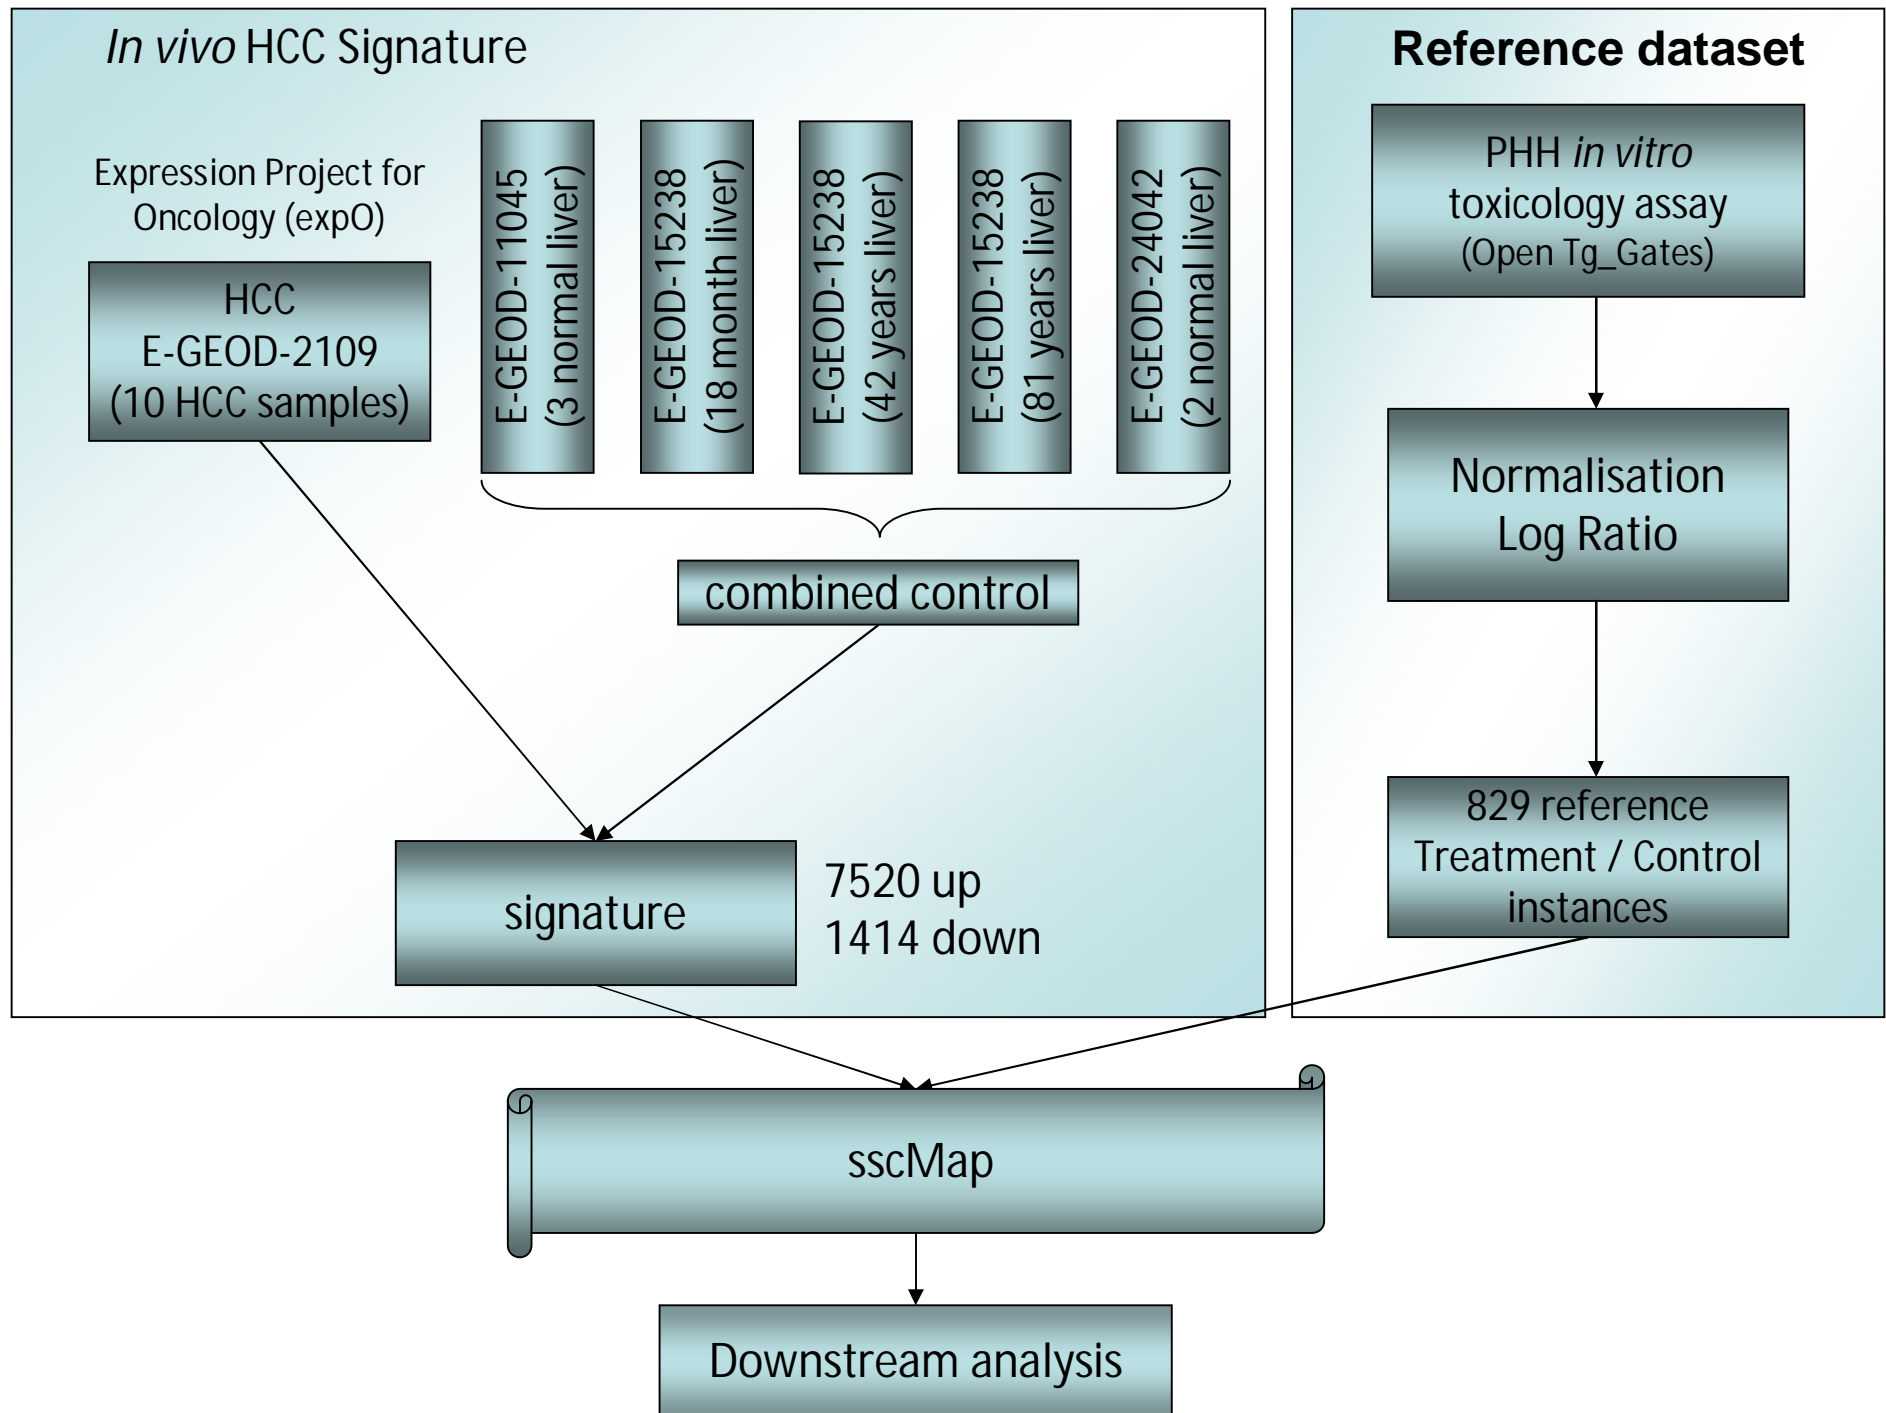 In vivo HCC Signature
Expression Project for
Oncology (expO)
HCC
E-GEOD-2109
(10 HCC samples)
E-GEOD-11045
(3 normal liver)
E-GEOD-15238
(18 month liver)
E-GEOD-15238
(42 years liver)
E-GEOD-15238
(81 years liver)
E-GEOD-24042
(2 normal liver)
combined control
signature
7520 up
1414 down
Reference dataset
PHH in vitro
toxicology assay
(Open Tg_Gates)
Normalisation
Log Ratio
829 reference
Treatment / Control
instances
sscMap
Downstream analysis